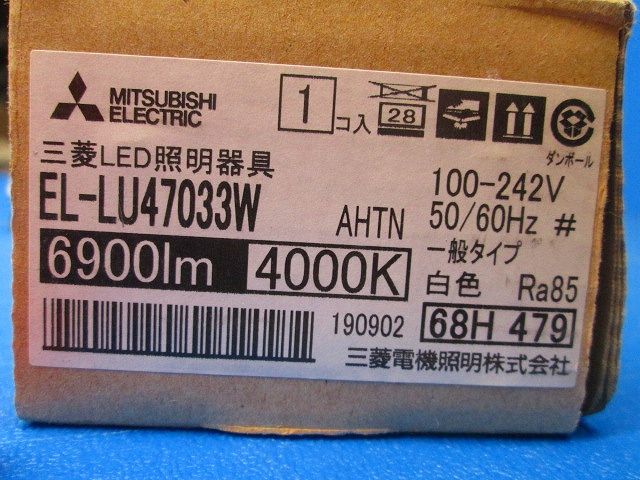 MITSUBISHI
ELECTRIC
1
コ入
28
ダンボール
三菱LED照明器具
EL-LU47033W AHTN
100-242V
50/60Hz #
一般タイプ
6900lm 4000K
白色 Ra85
190902
68H 479
三菱電機照明株式会社